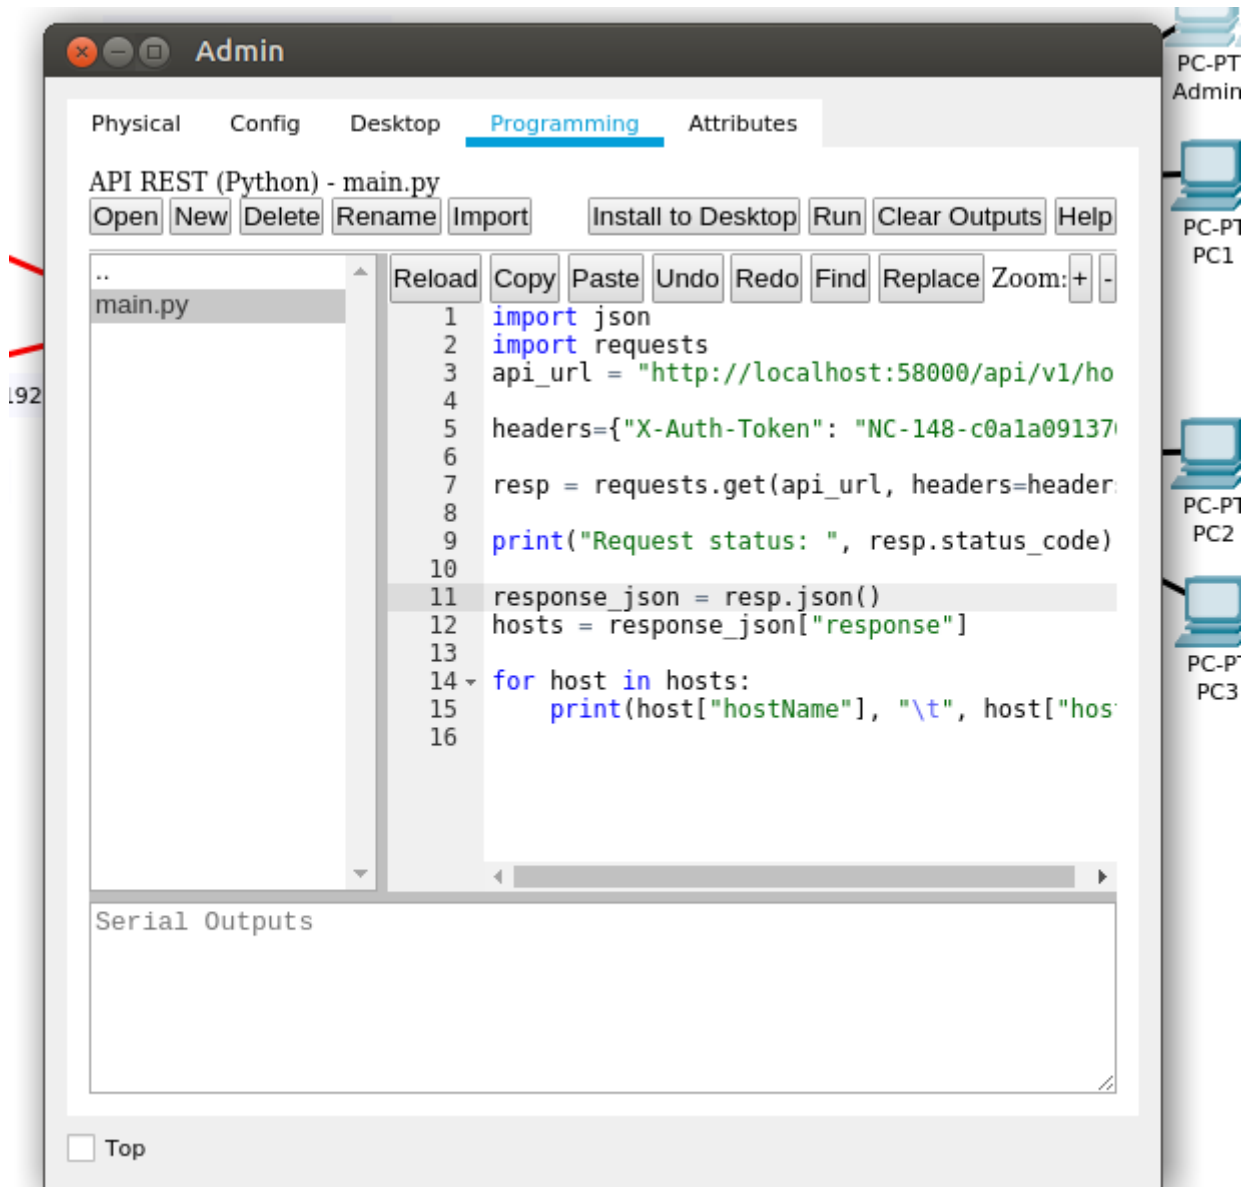 Admin
Physical Config Desktop Programming Attributes
API REST (Python) - main.py
Open New Delete Rename Import Install to Desktop Run Clear Outputs Help
..
main.py
Reload Copy Paste Undo Redo Find Replace Zoom: + -
1 import json
2 import requests
3 api_url = "http://localhost:58000/api/v1/ho
4
5 headers={"X-Auth-Token": "NC-148-c0a1a09137
6
7 resp = requests.get(api_url, headers=header
8
9 print("Request status: ", resp.status_code)
10
11 response_json = resp.json()
12 hosts = response_json["response"]
13
14 for host in hosts:
15 print(host["hostName"], "\t", host["hos
16
Serial Outputs
Top
192
PC-PT
Admin
PC-PT
PC1
PC-PT
PC2
PC-PT
PC3